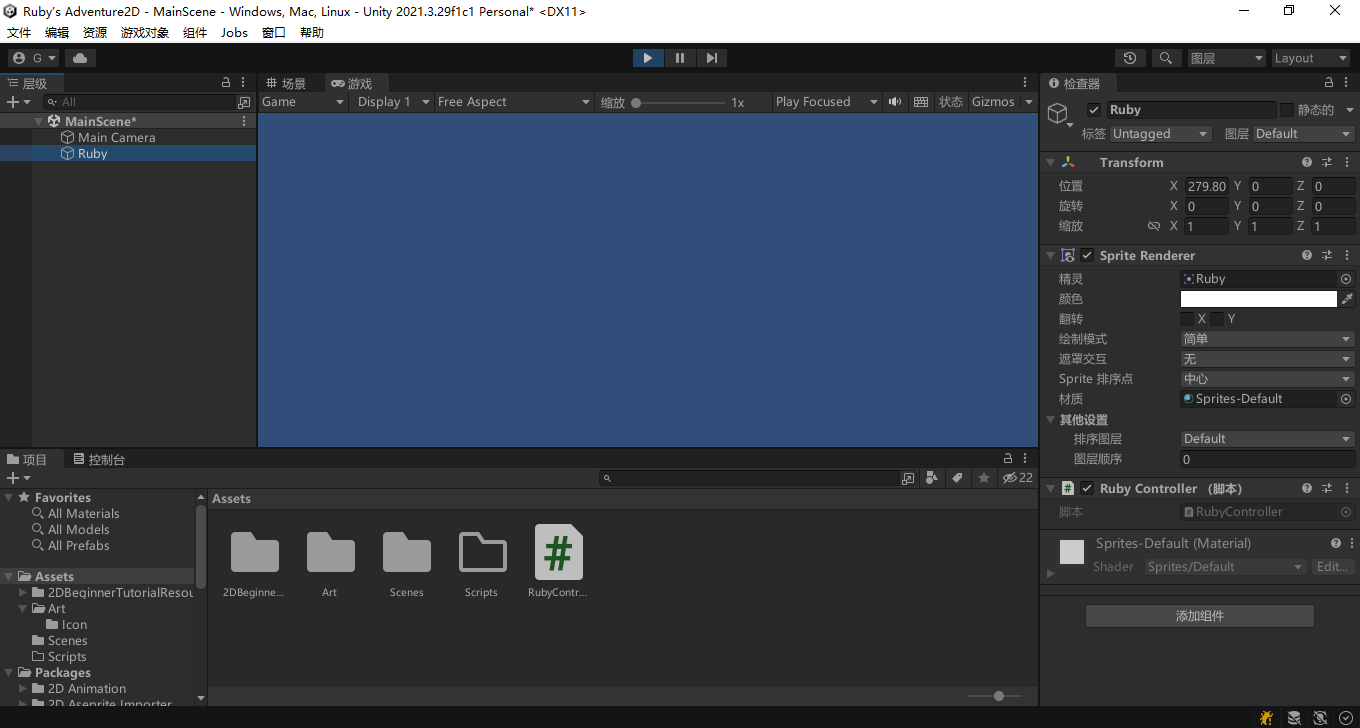 Ruby's Adventure2D - MainScene - Windows, Mac, Linux - Unity 2021.3.29f1c1 Personal* <DX11>
文件 编辑 资源 游戏对象 组件 Jobs 窗口 帮助
G 图层 Layout
层级
All
MainScene*
Main Camera
Ruby
场景 游戏
Game Display 1 Free Aspect 缩放 1x Play Focused 状态 Gizmos
检查器
Ruby 静态的
标签 Untagged 图层 Default
Transform
位置 X 279.80 Y 0 Z 0
旋转 X 0 Y 0 Z 0
缩放 X 1 Y 1 Z 1
Sprite Renderer
精灵 Ruby
颜色
翻转 X Y
绘制模式 简单
遮罩交互 无
Sprite 排序点 中心
材质 Sprites-Default
其他设置
排序图层 Default
图层顺序 0
# Ruby Controller （脚本）
脚本 RubyController
Sprites-Default (Material)
Shader Sprites/Default Edit...
添加组件
项目 控制台
22
Favorites
All Materials
All Models
All Prefabs
Assets
2DBeginnerTutorialResou
Art
Icon
Scenes
Scripts
Packages
2D Animation
2D Aseprite Importer
Assets
#
2DBeginne... Art Scenes Scripts RubyContr...